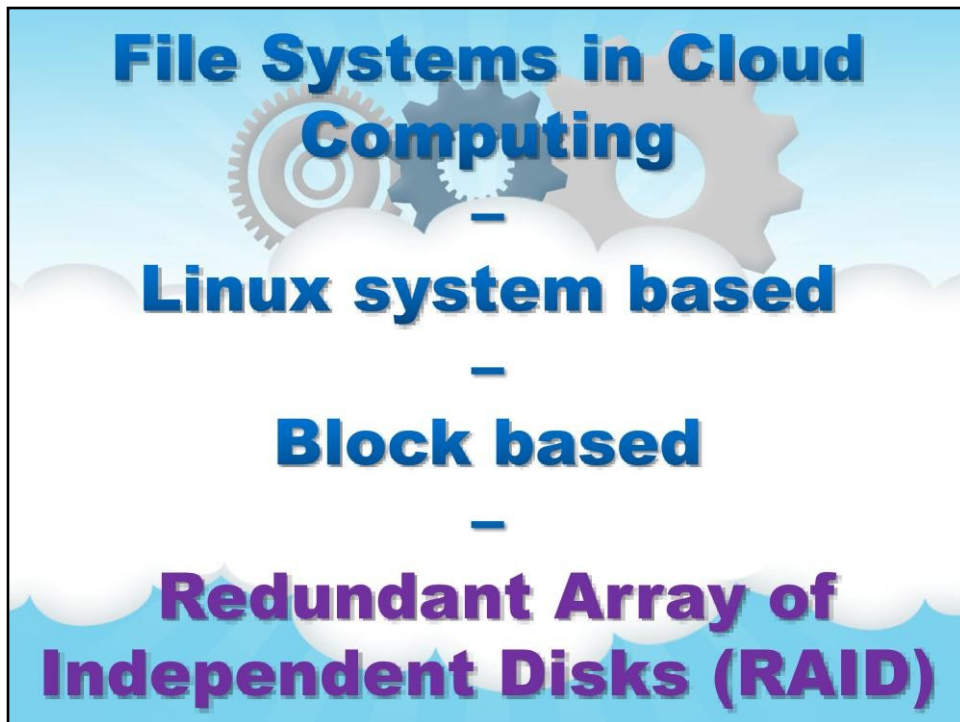 File Systems in Cloud
Computing
–
Linux system based
–
Block based
–
Redundant Array of
Independent Disks (RAID)